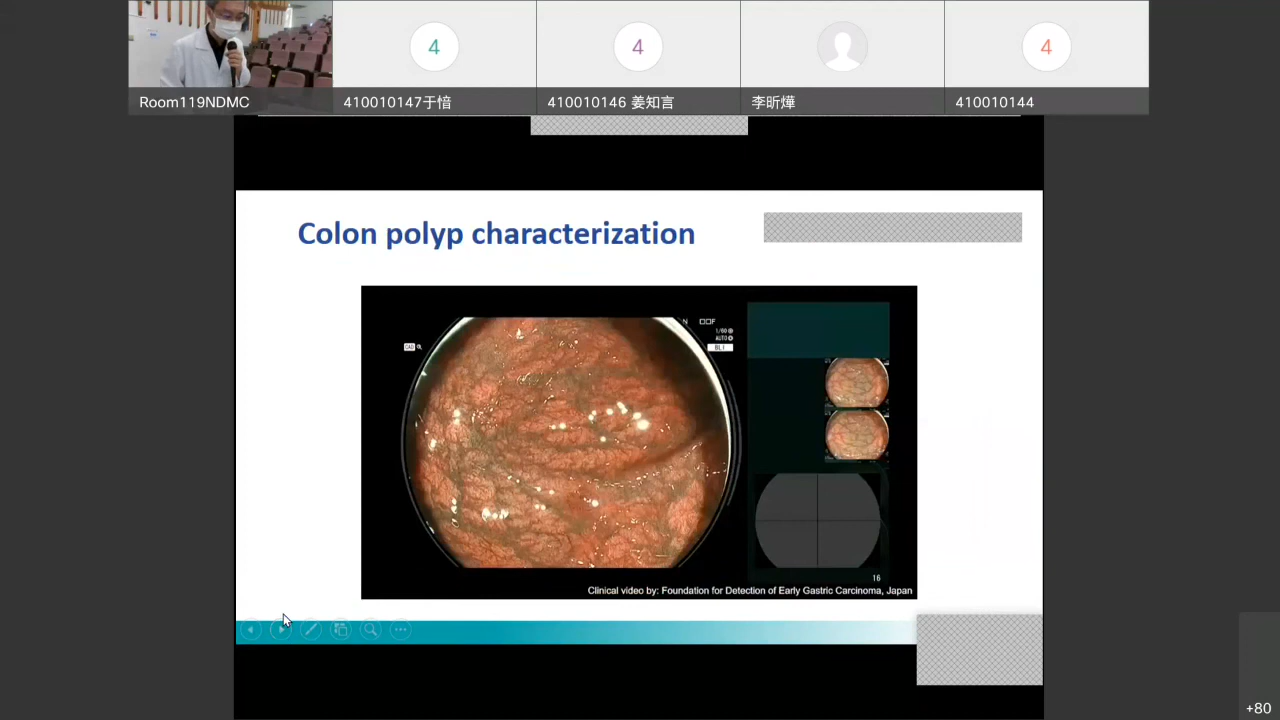 4
4
4
Room119NDMC
410010147于愔
410010146 姜知言
李昕燁
410010144
Colon polyp characterization
N
1/60
AUTO
CAD
BLI
16
Clinical video by: Foundation for Detection of Early Gastric Carcinoma, Japan
+80